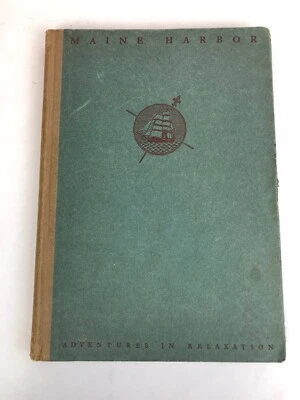 MAINE HARBOR
ADVENTURES IN RELAXATION